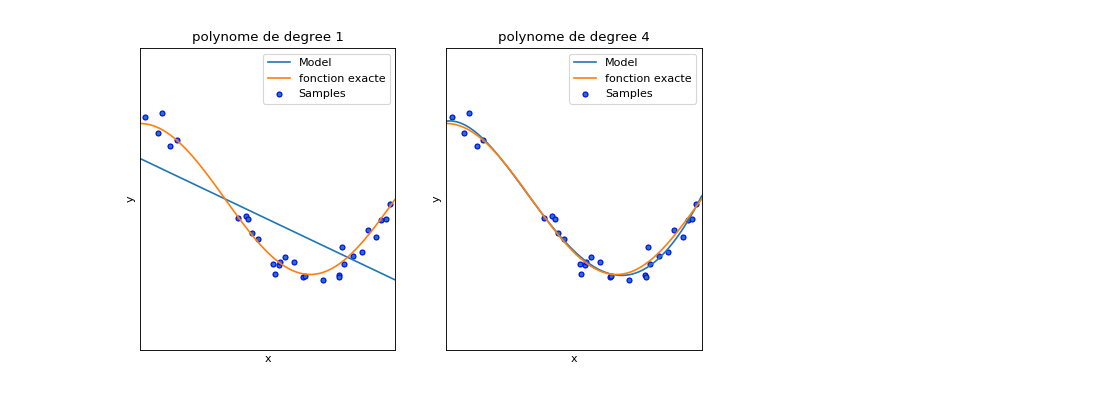 polynome de degree 1
Model
fonction exacte
Samples
y
x
polynome de degree 4
Model
fonction exacte
Samples
y
x